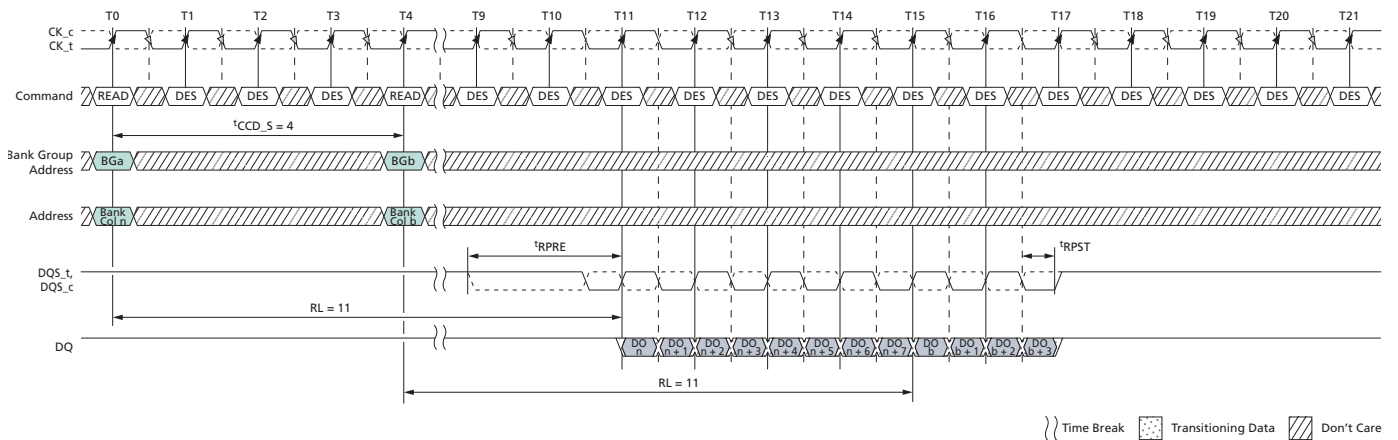 T0 T1 T2 T3 T4 T9 T10 T11 T12 T13 T14 T15 T16 T17 T18 T19 T20 T21
CK_c
CK_t
Command READ DES DES DES READ DES DES DES DES DES DES DES DES DES DES DES DES DES
tCCD_S = 4
Bank Group
Address
BGa BGb
Address
Bank
Col n
Bank
Col b
tRPRE tRPST
DQS_t,
DQS_c
RL = 11
DQ
DO
n
DO
n + 1
DO
n + 2
DO
n + 3
DO
n + 4
DO
n + 5
DO
n + 6
DO
n + 7
DO
b
DO
b + 1
DO
b + 2
DO
b + 3
RL = 11
Time Break Transitioning Data Don't Care